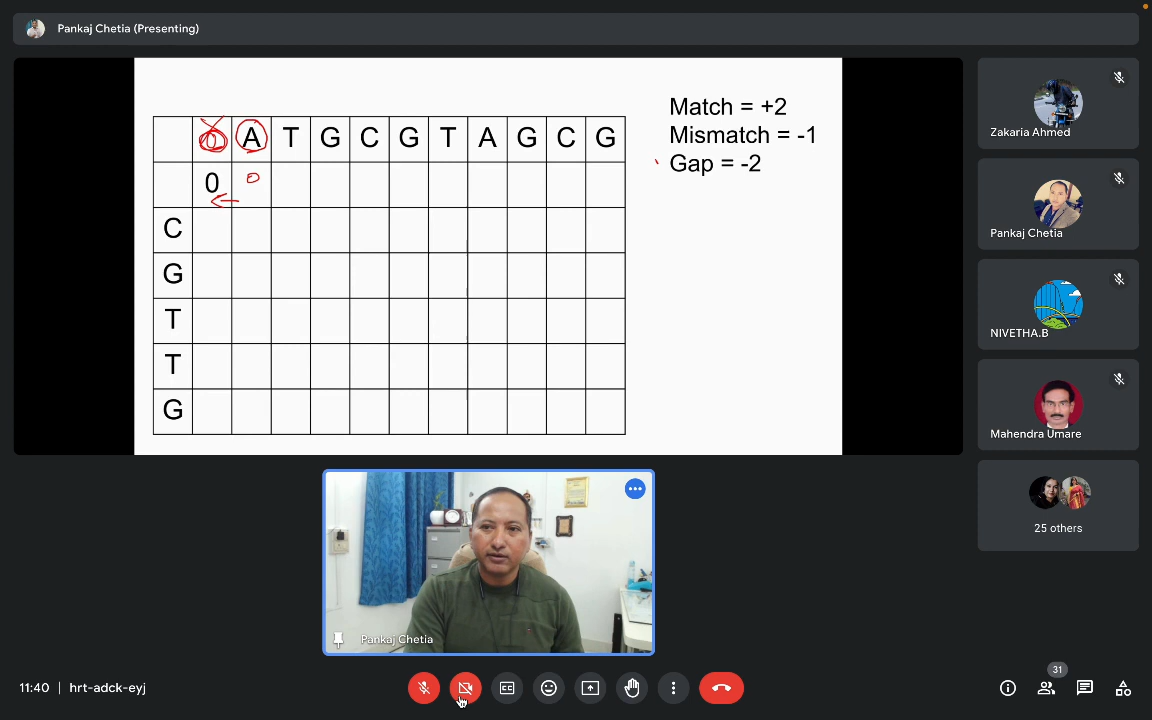 Pankaj Chetia (Presenting)
A T G C G T A G C G
0 0
C
G
T
T
G
Match = +2
Mismatch = -1
Gap = -2
Zakaria Ahmed
Pankaj Chetia
NIVETHA.B
Mahendra Umare
25 others
Pankaj Chetia
11:40 | hrt-adck-eyj
CC
31